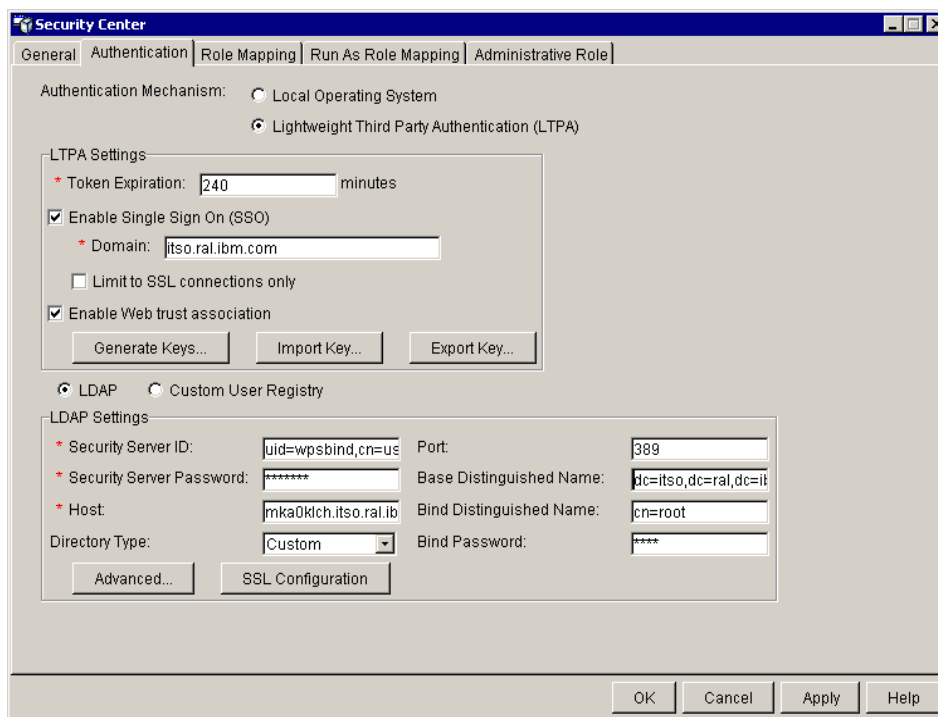 Security Center
General Authentication Role Mapping Run As Role Mapping Administrative Role
Authentication Mechanism: Local Operating System
Lightweight Third Party Authentication (LTPA)
LTPA Settings
* Token Expiration: 240 minutes
Enable Single Sign On (SSO)
* Domain: itso.ral.ibm.com
Limit to SSL connections only
Enable Web trust association
Generate Keys... Import Key... Export Key...
LDAP Custom User Registry
LDAP Settings
* Security Server ID: uid=wpsbind,cn=us Port: 389
* Security Server Password: ******* Base Distinguished Name: dc=itso,dc=ral,dc=ib
* Host: mka0klch.itso.ral.ib Bind Distinguished Name: cn=root
Directory Type: Custom Bind Password: ****
Advanced... SSL Configuration
OK Cancel Apply Help